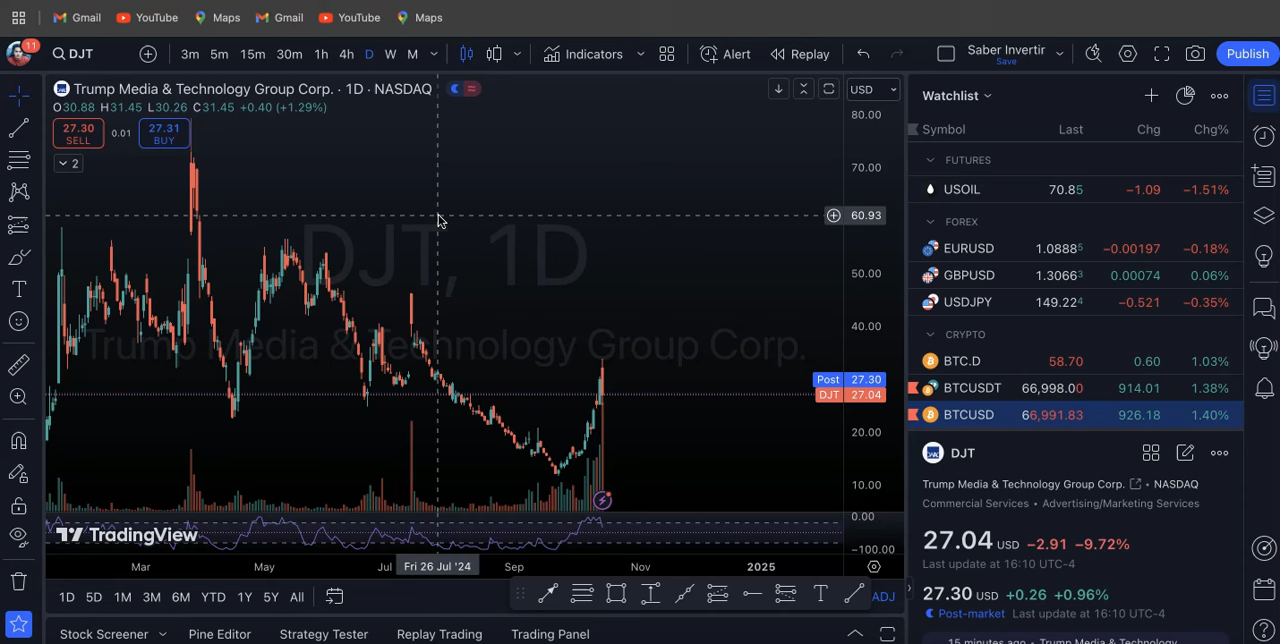 Gmail YouTube Maps Gmail YouTube Maps
11 DJT 3m 5m 15m 30m 1h 4h D W M Indicators Alert Replay Saber Invertir Save Publish
Trump Media & Technology Group Corp. · 1D · NASDAQ
O30.88 H31.45 L30.26 C31.45 +0.40 (+1.29%)
27.30 SELL 0.01 27.31 BUY
2
USD
80.00
70.00
60.93
50.00
40.00
Post 27.30
DJT 27.04
20.00
10.00
0.00
−100.00
DJT, 1D
Trump Media & Technology Group Corp.
TradingView
Mar May Jul Fri 26 Jul '24 Sep Nov 2025
1D 5D 1M 3M 6M YTD 1Y 5Y All ADJ
Stock Screener Pine Editor Strategy Tester Replay Trading Trading Panel
Watchlist
Symbol Last Chg Chg%
FUTURES
USOIL 70.85 −1.09 −1.51%
FOREX
EURUSD 1.08885 −0.00197 −0.18%
GBPUSD 1.30663 0.00074 0.06%
USDJPY 149.224 −0.521 −0.35%
CRYPTO
BTC.D 58.70 0.60 1.03%
BTCUSDT 66,998.00 914.01 1.38%
BTCUSD 66,991.83 926.18 1.40%
DJT
Trump Media & Technology Group Corp. • NASDAQ
Commercial Services • Advertising/Marketing Services
27.04 USD −2.91 −9.72%
Last update at 16:10 UTC-4
27.30 USD +0.26 +0.96%
Post-market Last update at 16:10 UTC-4
15 minutes ago • Trump Media & Technology